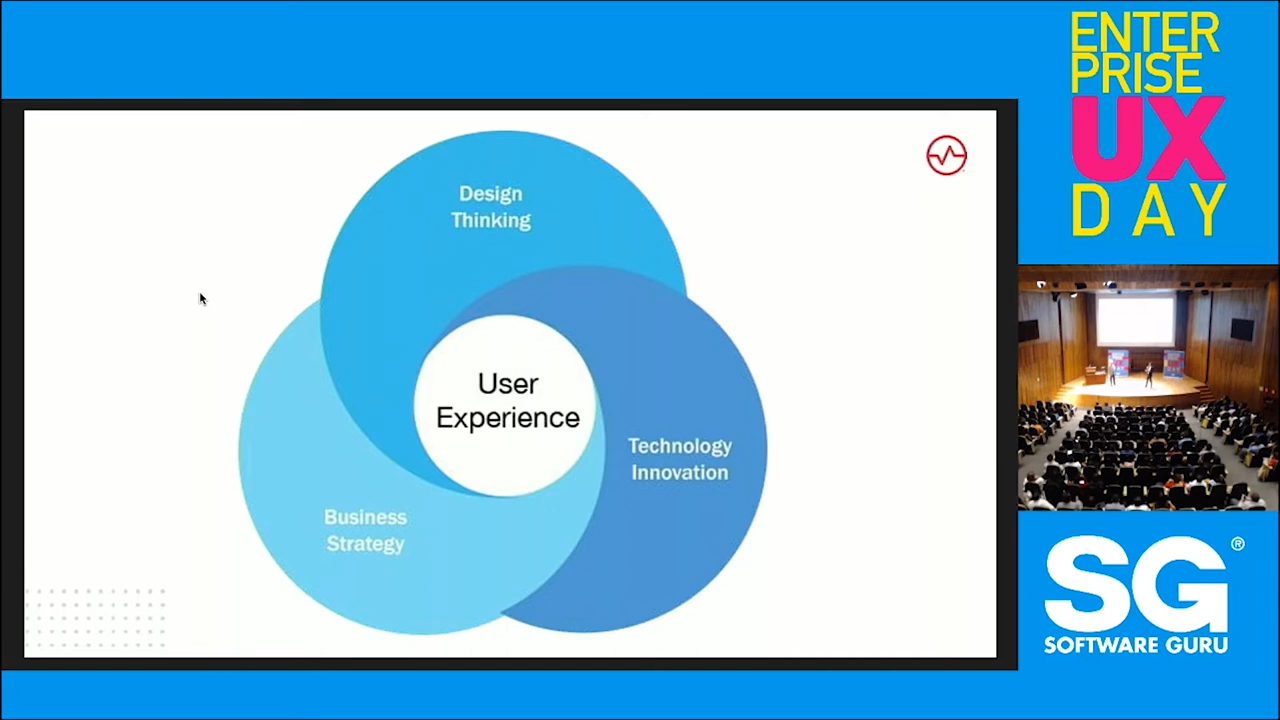 Design
Thinking
User
Experience
Technology
Innovation
Business
Strategy
ENTER
PRISE
UX
DAY
SG®
SOFTWARE GURU